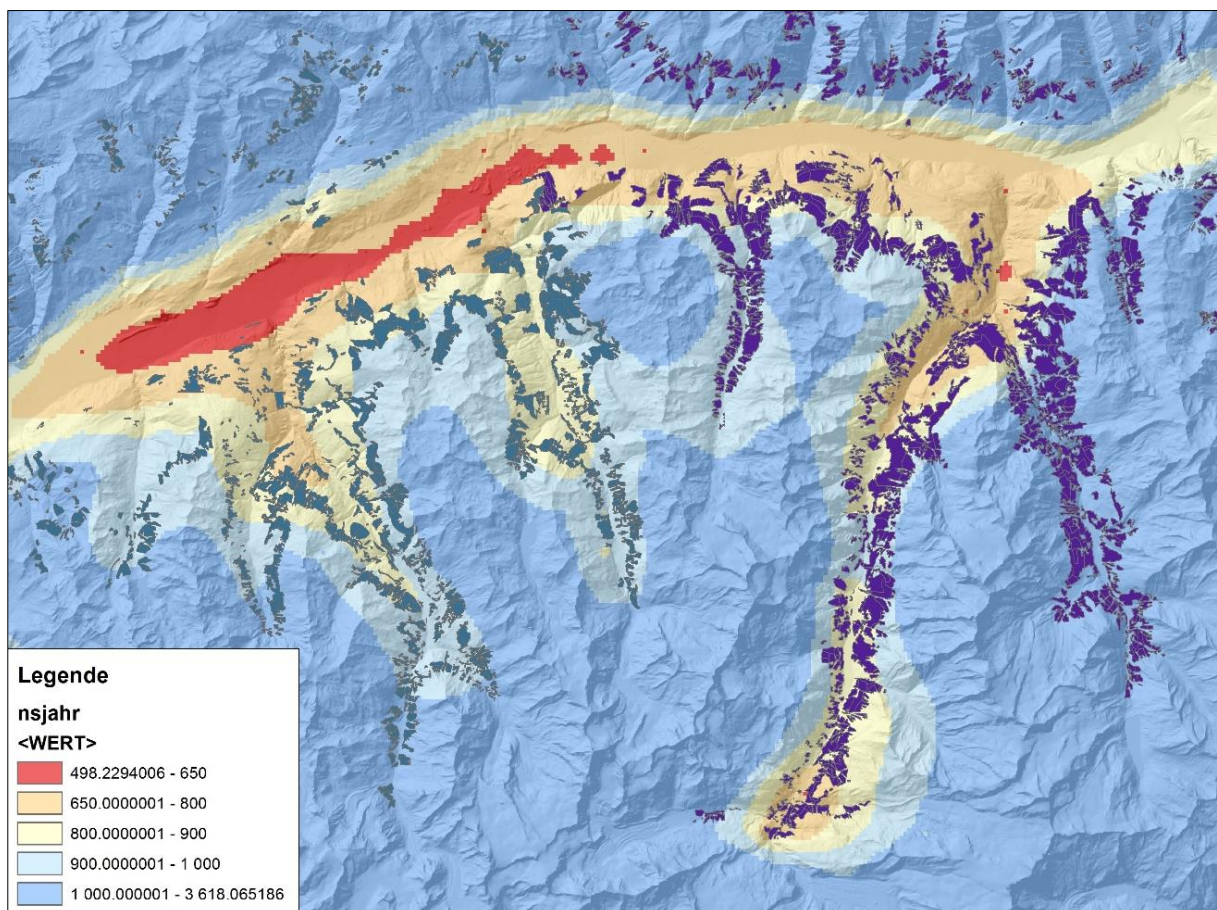 Legende
nsjahr
<WERT>
498.2294006 - 650
650.0000001 - 800
800.0000001 - 900
900.0000001 - 1 000
1 000.000001 - 3 618.065186